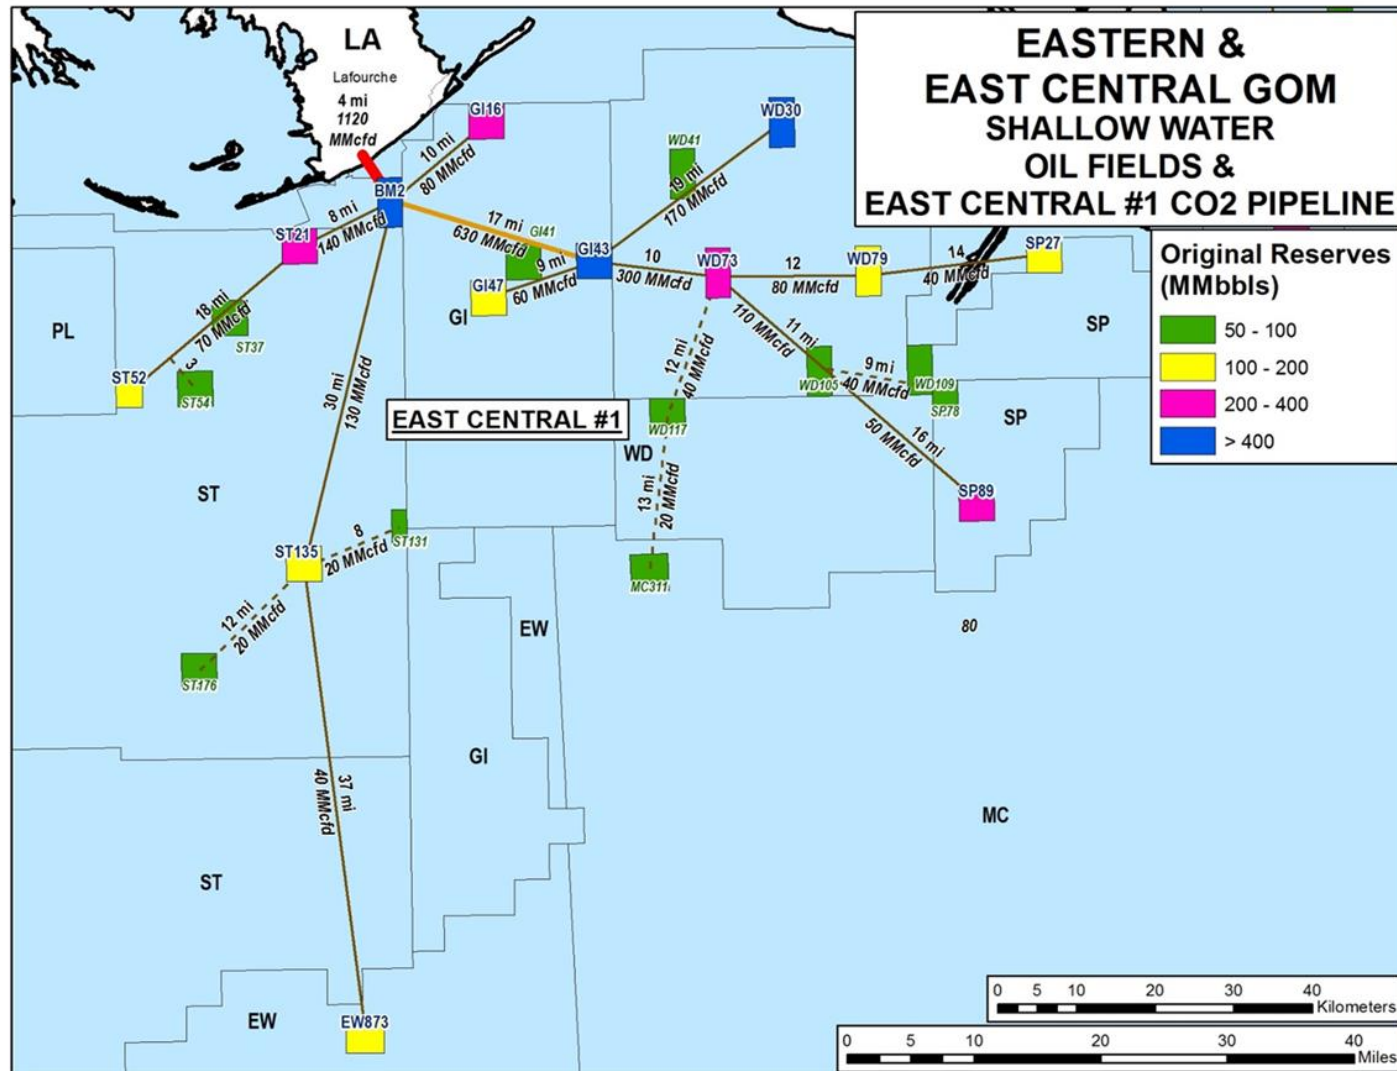 EASTERN &
EAST CENTRAL GOM
SHALLOW WATER
OIL FIELDS &
EAST CENTRAL #1 CO2 PIPELINE
Original Reserves
(MMbbls)
50 - 100
100 - 200
200 - 400
> 400
LA
Lafourche
4 mi
1120
MMcfd
GI16
10 mi
80 MMcfd
WD30
WD41
19 mi
170 MMcfd
BM2
8 mi
140 MMcfd
ST21
17 mi
630 MMcfd
GI41
GI43
9 mi
60 MMcfd
GI47
GI
10
300 MMcfd
WD73
12
80 MMcfd
WD79
14
40 MMcfd
SP27
SP
PL
18 mi
70 MMcfd
ST37
ST52
3
ST54
30 mi
130 MMcfd
EAST CENTRAL #1
12 mi
40 MMcfd
11 mi
110 MMcfd
WD105
9 mi
40 MMcfd
WD109
SP78
WD117
WD
SP
16 mi
50 MMcfd
SP89
13 mi
20 MMcfd
MC311
ST
ST135
8
20 MMcfd
ST131
12 mi
20 MMcfd
ST176
EW
80
37 mi
40 MMcfd
GI
MC
ST
EW
EW873
0 5 10 20 30 40
Kilometers
0 5 10 20 30 40
Miles